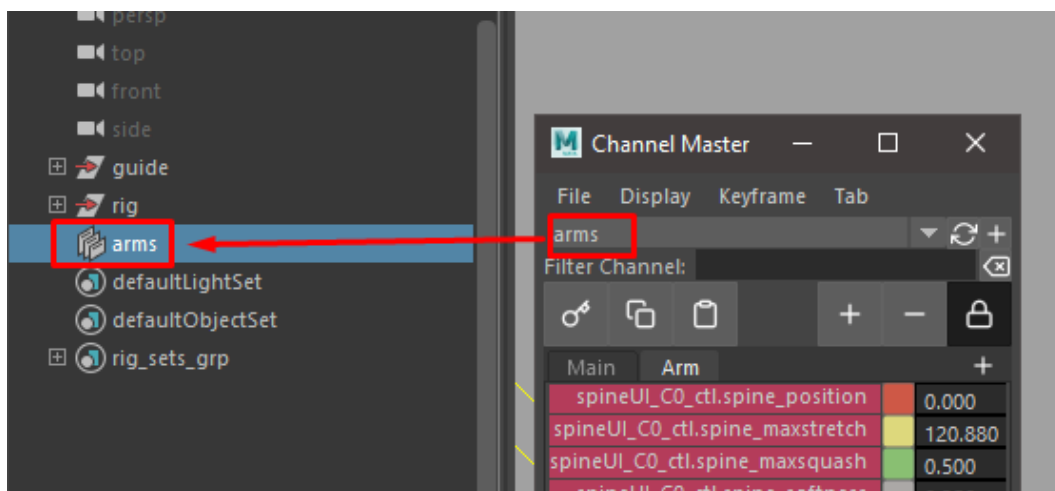 persp
top
front
side
guide
rig
arms
defaultLightSet
defaultObjectSet
rig_sets_grp
Channel Master
File Display Keyframe Tab
arms
Filter Channel:
Main Arm
spineUI_C0_ctl.spine_position 0.000
spineUI_C0_ctl.spine_maxstretch 120.880
spineUI_C0_ctl.spine_maxsquash 0.500